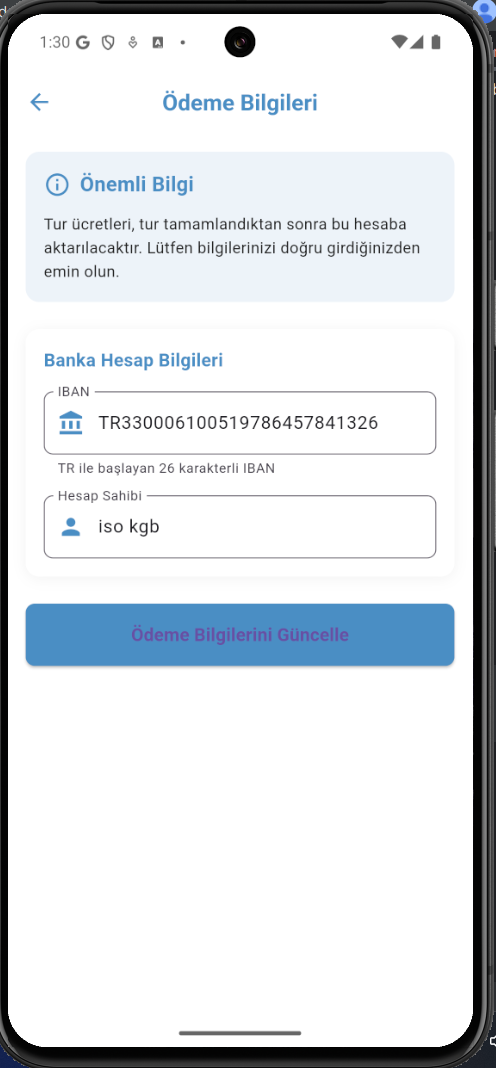 1:30
Ödeme Bilgileri
Önemli Bilgi
Tur ücretleri, tur tamamlandıktan sonra bu hesaba
aktarılacaktır. Lütfen bilgilerinizi doğru girdiğinizden
emin olun.
Banka Hesap Bilgileri
IBAN
TR330006100519786457841326
TR ile başlayan 26 karakterli IBAN
Hesap Sahibi
iso kgb
Ödeme Bilgilerini Güncelle